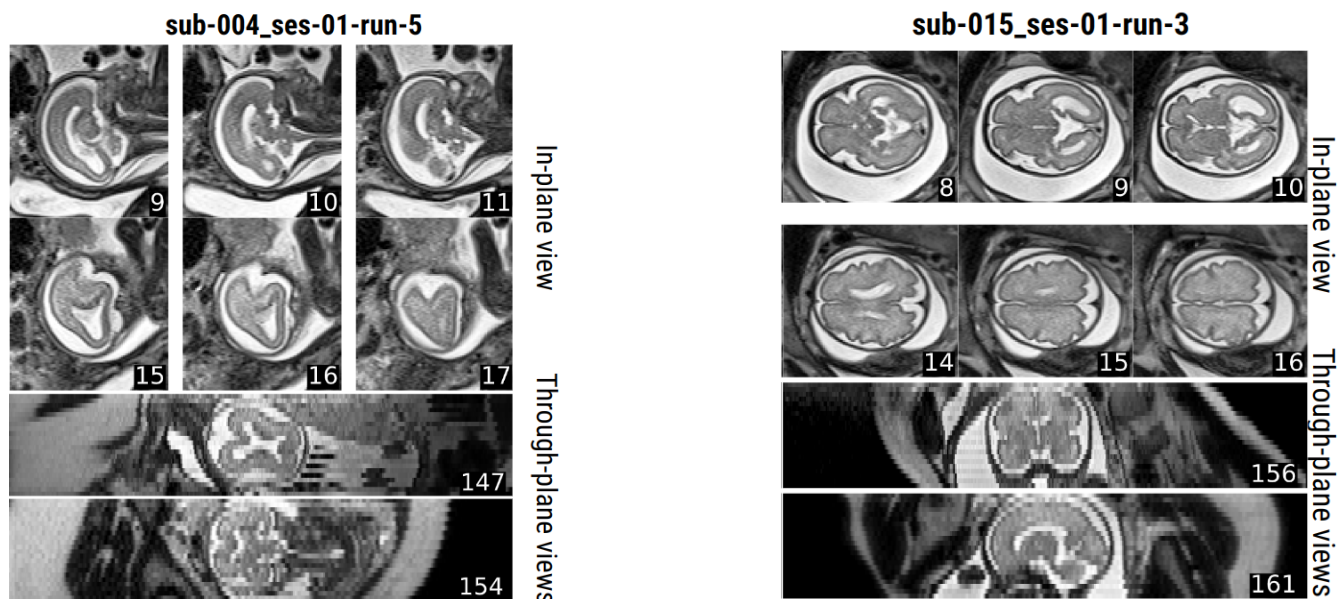 sub-004_ses-01-run-5
9
10
11
15
16
17
147
154
In-plane view
Through-plane views
sub-015_ses-01-run-3
8
9
10
14
15
16
156
161
In-plane view
Through-plane views